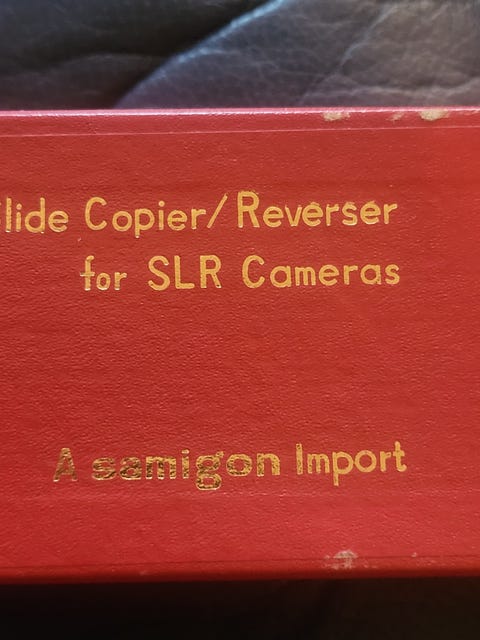 lide Copier/Reverser
for SLR Cameras
A samigon Import